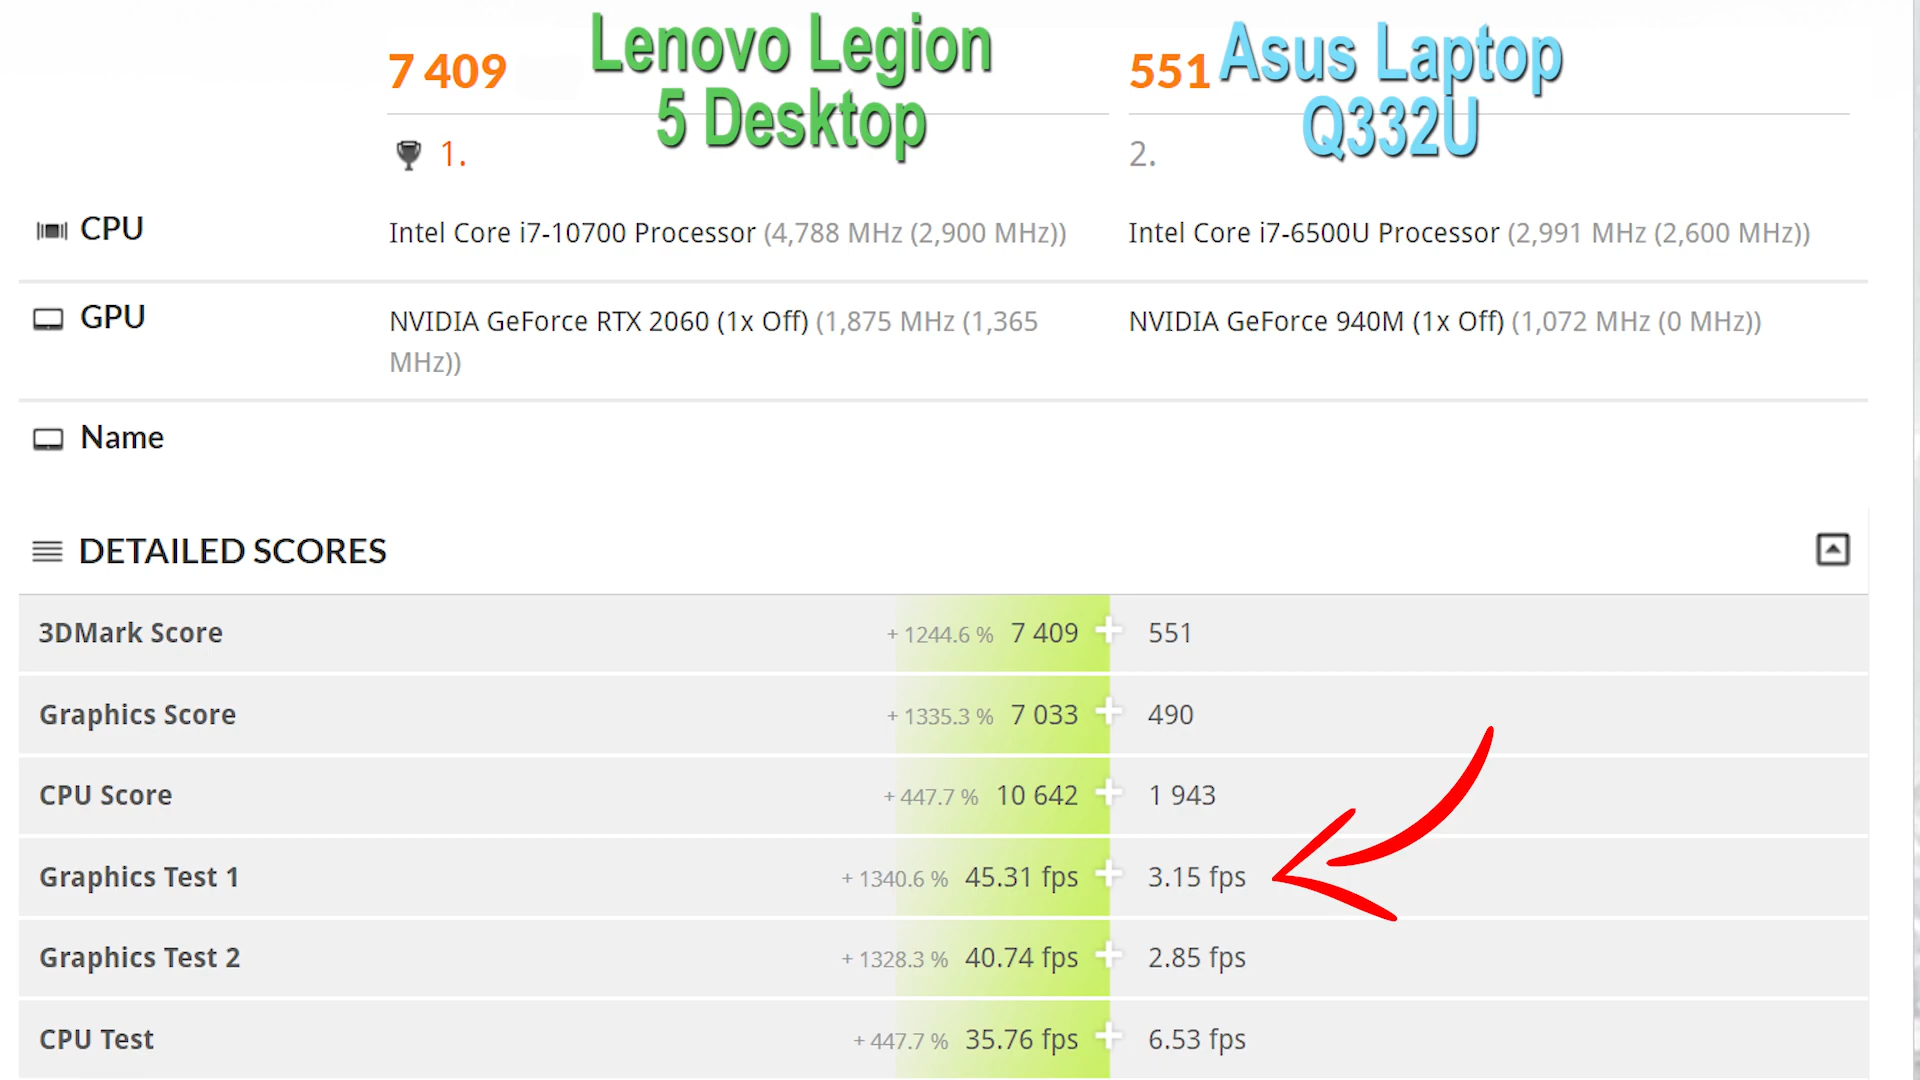 7 409
Lenovo Legion
5 Desktop
551
Asus Laptop
Q332U
1.
2.
CPU
Intel Core i7-10700 Processor (4,788 MHz (2,900 MHz))
Intel Core i7-6500U Processor (2,991 MHz (2,600 MHz))
GPU
NVIDIA GeForce RTX 2060 (1x Off) (1,875 MHz (1,365
MHz))
NVIDIA GeForce 940M (1x Off) (1,072 MHz (0 MHz))
Name
DETAILED SCORES
3DMark Score + 1244.6 % 7 409 551
Graphics Score + 1335.3 % 7 033 490
CPU Score + 447.7 % 10 642 1 943
Graphics Test 1 + 1340.6 % 45.31 fps 3.15 fps
Graphics Test 2 + 1328.3 % 40.74 fps 2.85 fps
CPU Test + 447.7 % 35.76 fps 6.53 fps